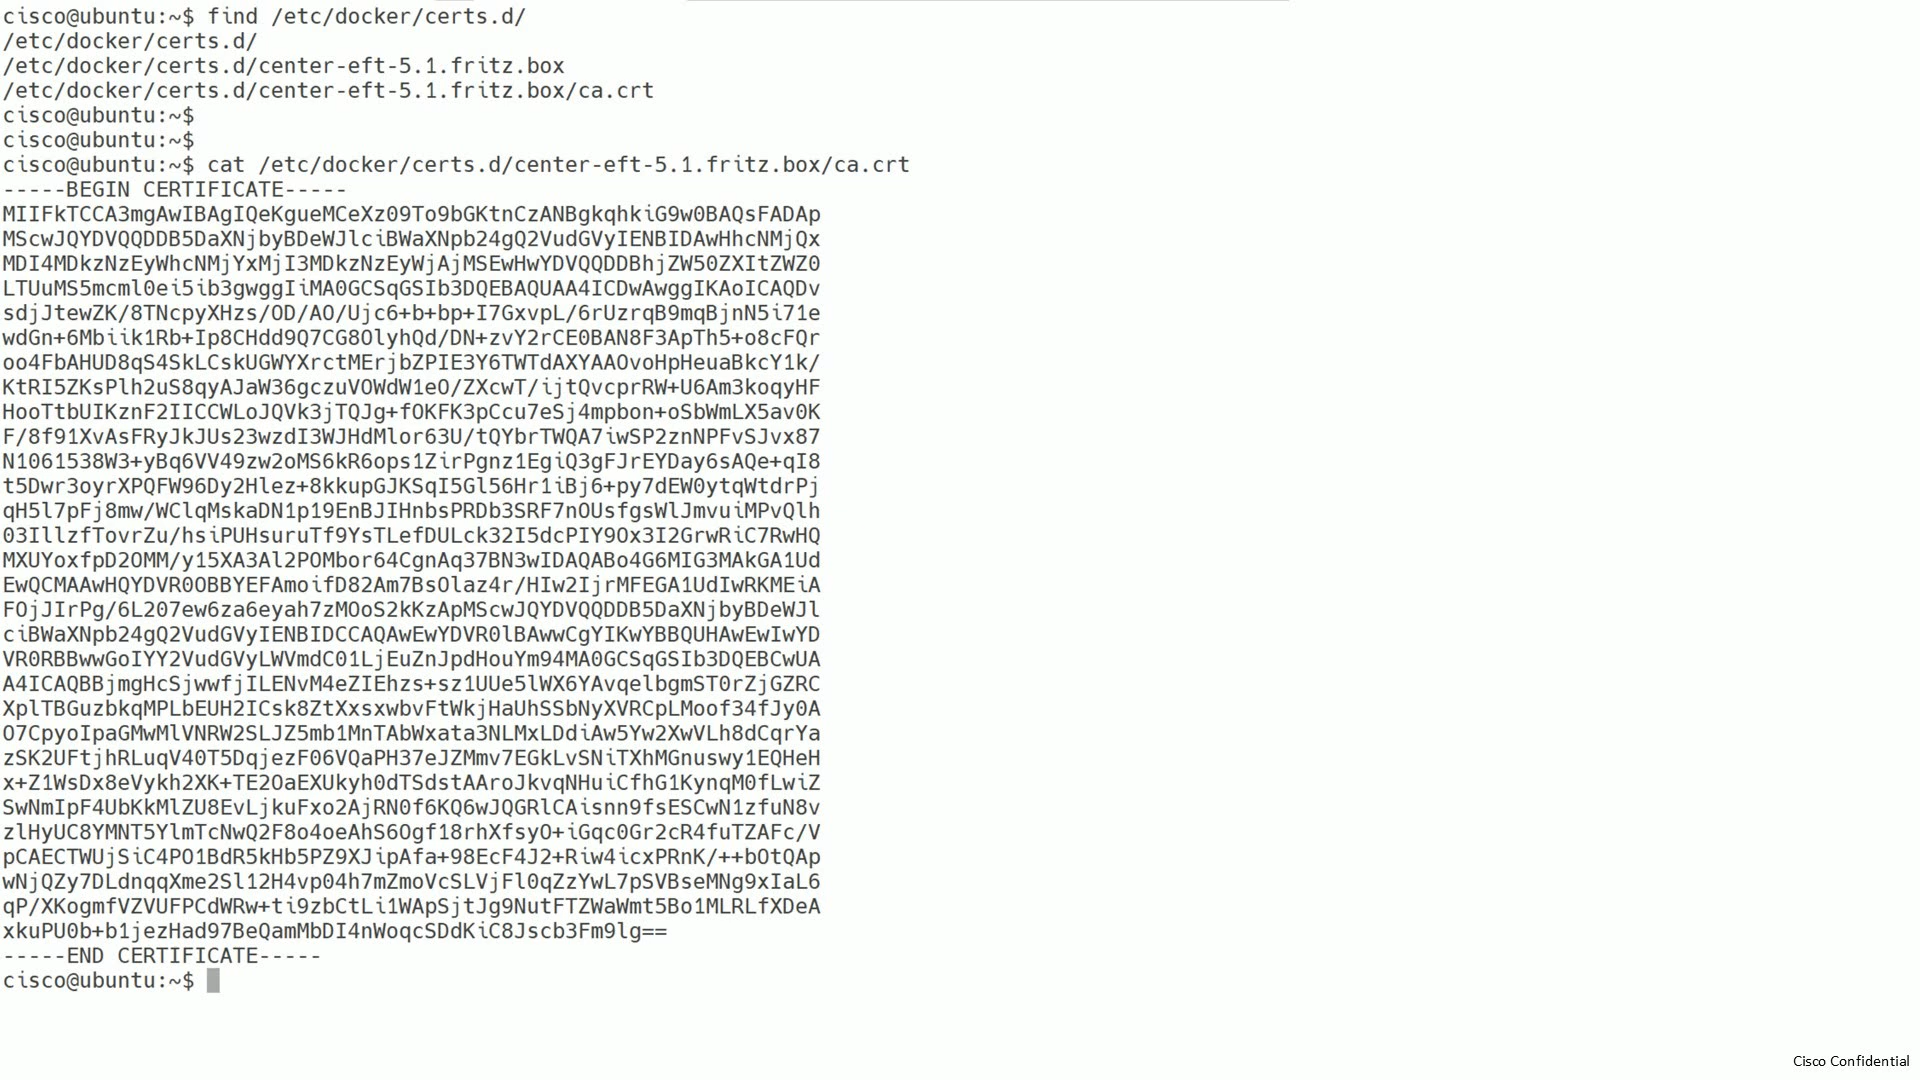 cisco@ubuntu:~$ find /etc/docker/certs.d/
/etc/docker/certs.d/
/etc/docker/certs.d/center-eft-5.1.fritz.box
/etc/docker/certs.d/center-eft-5.1.fritz.box/ca.crt
cisco@ubuntu:~$
cisco@ubuntu:~$
cisco@ubuntu:~$ cat /etc/docker/certs.d/center-eft-5.1.fritz.box/ca.crt
-----BEGIN CERTIFICATE-----
MIIFkTCCA3mgAwIBAgIQeKgueMCeXz09To9bGKtnCzANBgkqhkiG9w0BAQsFADAp
MScwJQYDVQQDDB5DaXNjbyBDeWJlciBWaXNpb24gQ2VudGVyIENBIDAwHhcNMjQx
MDI4MDkzNzEyWhcNMjYxMjI3MDkzNzEyWjAjMSEwHwYDVQQDDBhjZW50ZXItZWZ0
LTUuMS5mcml0ei5ib3gwggIiMA0GCSqGSIb3DQEBAQUAA4ICDwAwggIKAoICAQDv
sdjJtewZK/8TNcpyXHzs/OD/AO/Ujc6+b+bp+I7GxvpL/6rUzrqB9mqBjnN5i71e
wdGn+6Mbiik1Rb+Ip8CHdd9Q7CG8OlyhQd/DN+zvY2rCE0BAN8F3ApTh5+o8cFQr
oo4FbAHUD8qS4SkLCskUGWYXrctMErjbZPIE3Y6TWTdAXYAAOvoHpHeuaBkcY1k/
KtRI5ZKsPlh2uS8qyAJaW36gczuVOWdW1eO/ZXcwT/ijtQvcprRW+U6Am3koqyHF
HooTtbUIKznF2IICCWLoJQVk3jTQJg+fOKFK3pCcu7eSj4mpbon+oSbWmLX5av0K
F/8f91XvAsFRyJkJUs23wzdI3WJHdMlor63U/tQYbrTWQA7iwSP2znNPFvSJvx87
N1061538W3+yBq6VV49zw2oMS6kR6ops1ZirPgnz1EgiQ3gFJrEYDay6sAQe+qI8
t5Dwr3oyrXPQFW96Dy2Hlez+8kkupGJKSqI5Gl56Hr1iBj6+py7dEW0ytqWtdrPj
qH5l7pFj8mw/WClqMskaDN1p19EnBJIHnbsPRDb3SRF7nOUsfgsWlJmvuiMPvQlh
03IllzfTovrZu/hsiPUHsuruTf9YsTLefDULck32I5dcPIY9Ox3I2GrwRiC7RwHQ
MXUYoxfpD2OMM/y15XA3Al2POMbor64CgnAq37BN3wIDAQABo4G6MIG3MAkGA1Ud
EwQCMAAwHQYDVR0OBBYEFAmoifD82Am7BsOlaz4r/HIw2IjrMFEGA1UdIwRKMEiA
FOjJIrPg/6L207ew6za6eyah7zMOoS2kKzApMScwJQYDVQQDDB5DaXNjbyBDeWJl
ciBWaXNpb24gQ2VudGVyIENBIDCCAQAwEwYDVR0lBAwwCgYIKwYBBQUHAwEwIwYD
VR0RBBwwGoIYY2VudGVyLWVmdC01LjEuZnJpdHouYm94MA0GCSqGSIb3DQEBCwUA
A4ICAQBBjmgHcSjwwfjILENvM4eZIEhzs+sz1UUe5lWX6YAvqelbgmST0rZjGZRC
XplTBGuzbkqMPLbEUH2ICsk8ZtXxsxwbvFtWkjHaUhSSbNyXVRCpLMoof34fJy0A
O7CpyoIpaGMwMlVNRW2SLJZ5mb1MnTAbWxata3NLMxLDdiAw5Yw2XwVLh8dCqrYa
zSK2UFtjhRLuqV40T5DqjezF06VQaPH37eJZMmv7EGkLvSNiTXhMGnuswy1EQHeH
x+Z1WsDx8eVykh2XK+TE2OaEXUkyh0dTSdstAAroJkvqNHuiCfhG1KynqM0fLwiZ
SwNmIpF4UbKkMlZU8EvLjkuFxo2AjRN0f6KQ6wJQGRlCAisnn9fsESCwN1zfuN8v
zlHyUC8YMNT5YlmTcNwQ2F8o4oeAhS6Ogf18rhXfsyO+iGqc0Gr2cR4fuTZAFc/V
pCAECTWUjSiC4PO1BdR5kHb5PZ9XJipAfa+98EcF4J2+Riw4icxPRnK/++bOtQAp
wNjQZy7DLdnqqXme2Sl12H4vp04h7mZmoVcSLVjFl0qZzYwL7pSVBseMNg9xIaL6
qP/XKogmfVZVUFPCdWRw+ti9zbCtLi1WApSjtJg9NutFTZWaWmt5Bo1MLRLfXDeA
xkuPU0b+b1jezHad97BeQamMbDI4nWoqcSDdKiC8Jscb3Fm9lg==
-----END CERTIFICATE-----
cisco@ubuntu:~$
Cisco Confidential